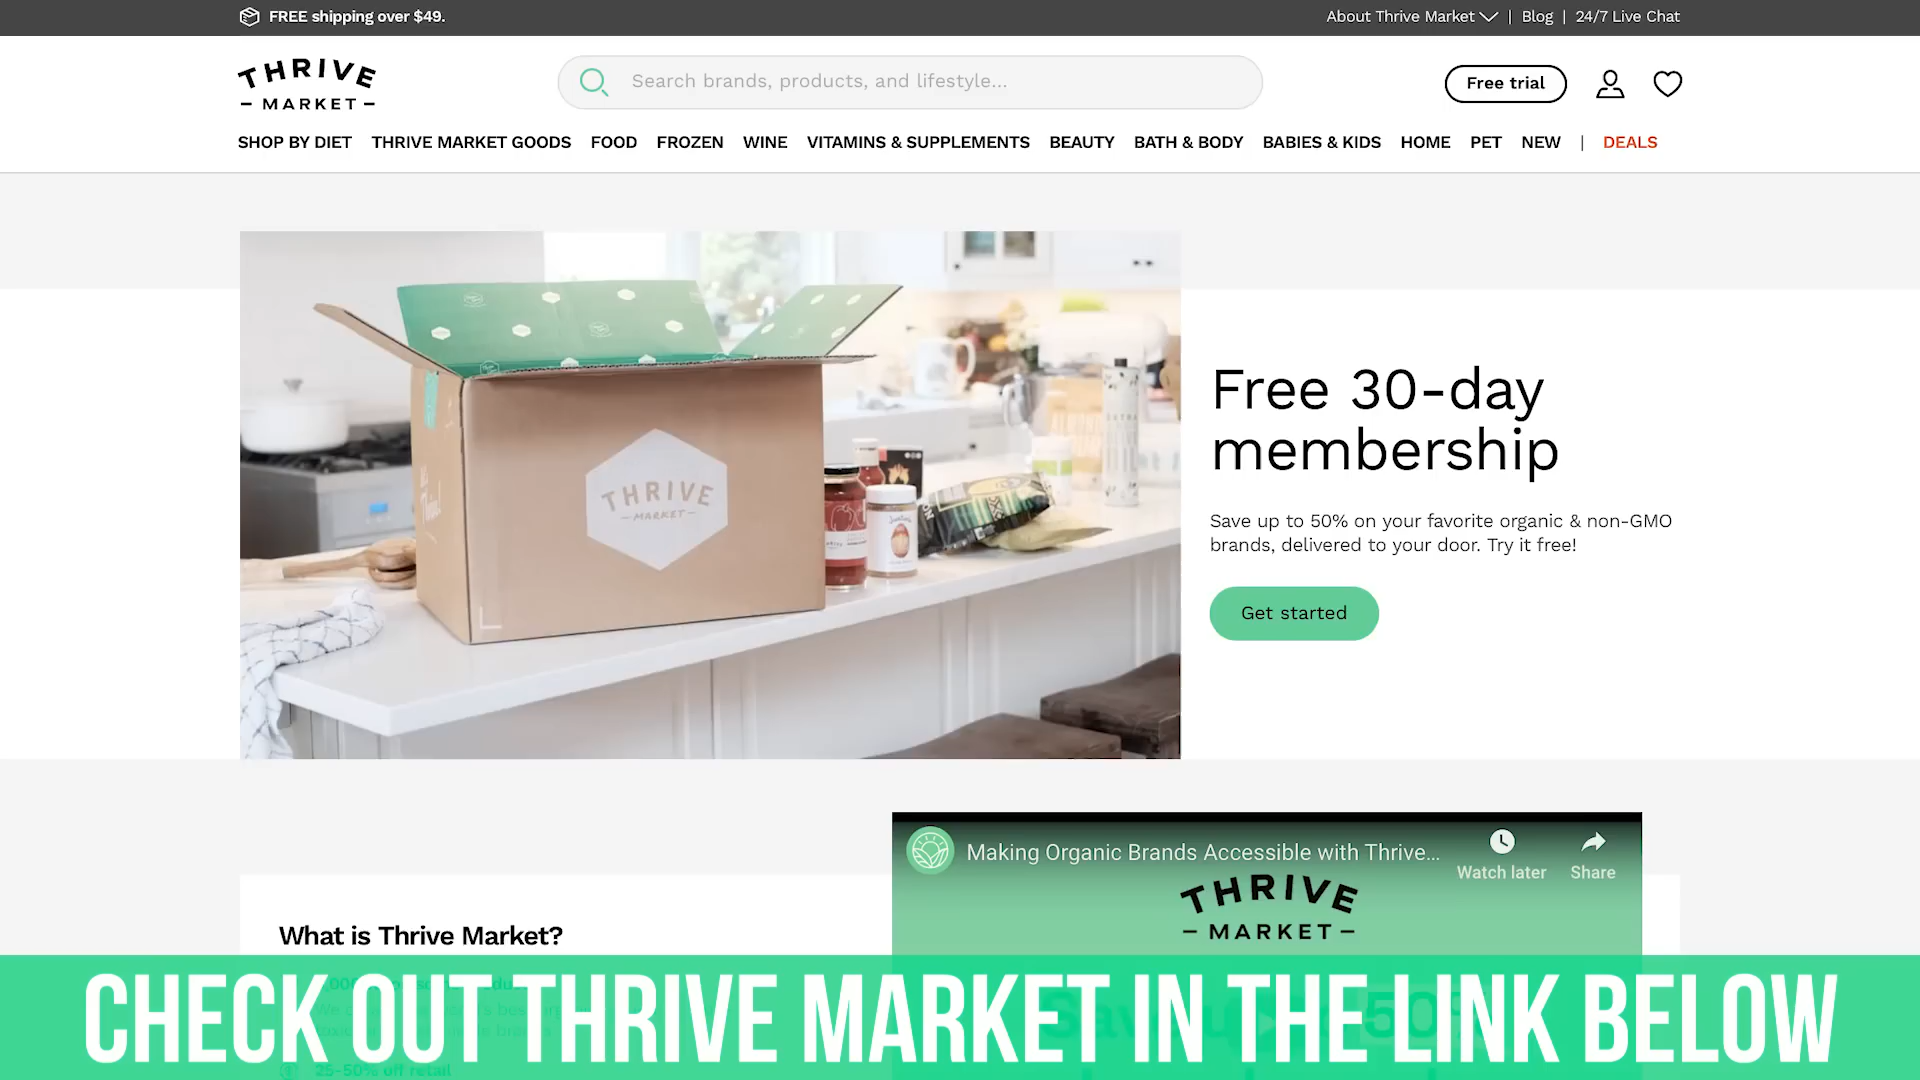 FREE shipping over $49.
About Thrive Market | Blog | 24/7 Live Chat
THRIVE
MARKET
Search brands, products, and lifestyle...
Free trial
SHOP BY DIET THRIVE MARKET GOODS FOOD FROZEN WINE VITAMINS & SUPPLEMENTS BEAUTY BATH & BODY BABIES & KIDS HOME PET NEW | DEALS
THRIVE
MARKET
Free 30-day
membership
Save up to 50% on your favorite organic & non-GMO
brands, delivered to your door. Try it free!
Get started
Making Organic Brands Accessible with Thrive...
Watch later
Share
THRIVE
MARKET
What is Thrive Market?
CHECK OUT THRIVE MARKET IN THE LINK BELOW
25-50% off retail